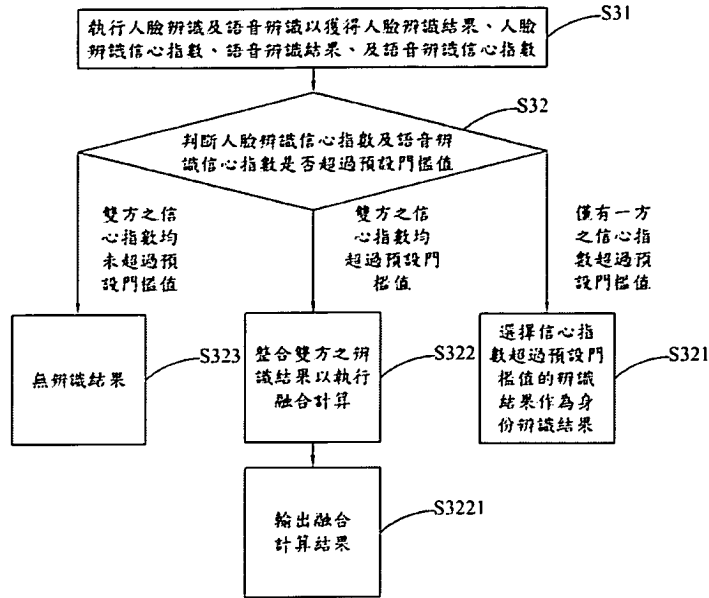 執行人臉辨識及語音辨識以獲得人臉辨識結果、人臉
辨識信心指數、語音辨識結果、及語音辨識信心指數
S31
S32
判斷人臉辨識信心指數及語音辨
識信心指數是否超過預設門檻值
雙方之信
心指數均
未超過預
設門檻值
雙方之信
心指數均
超過預設門
檻值
僅有一方
之信心指
數超過預
設門檻值
無辨識結果
S323
整合雙方之辨
識結果以執行
融合計算
S322
選擇信心指
數超過預設門
檻值的辨識
結果作為身
份辨識結果
S321
輸出融合
計算結果
S3221